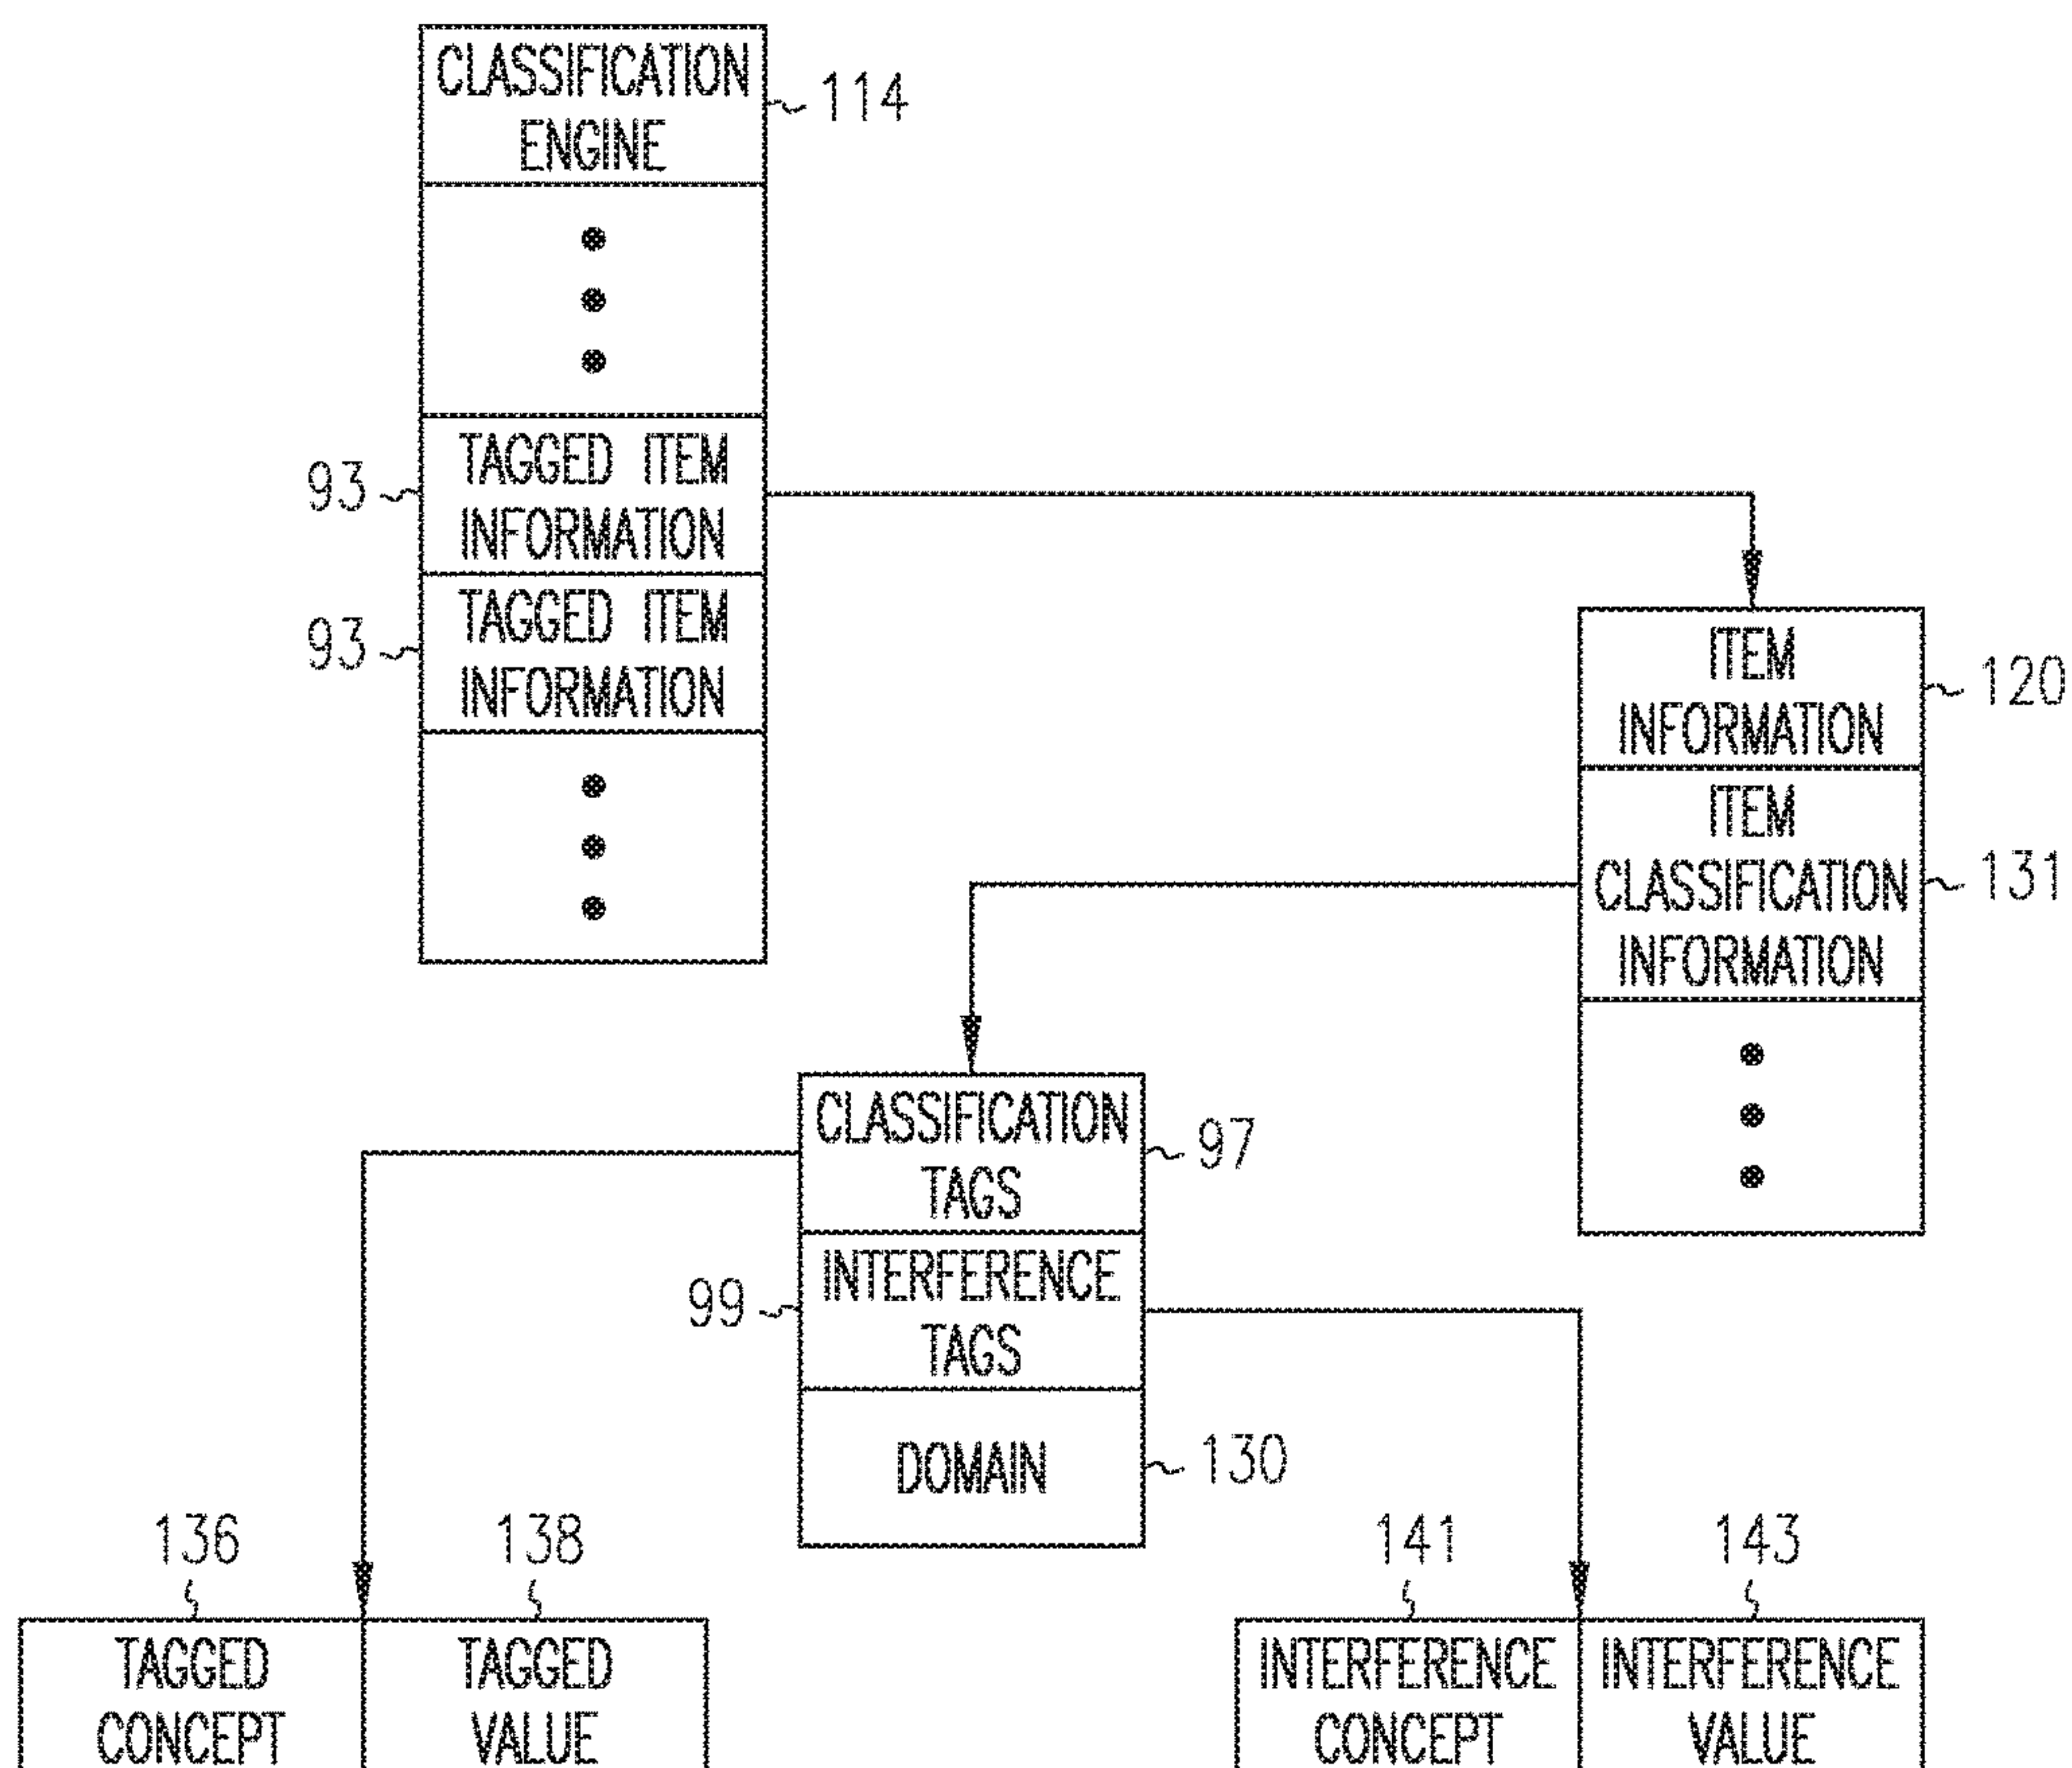 CLASSIFICATION
ENGINE
114
93
TAGGED ITEM
INFORMATION
93
TAGGED ITEM
INFORMATION
ITEM
INFORMATION
120
ITEM
CLASSIFICATION
INFORMATION
131
CLASSIFICATION
TAGS
97
99
INTERFERENCE
TAGS
DOMAIN
130
136
138
TAGGED
CONCEPT
TAGGED
VALUE
141
143
INTERFERENCE
CONCEPT
INTERFERENCE
VALUE